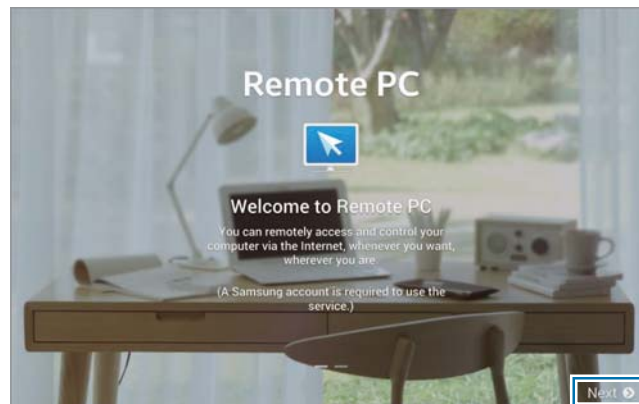 Remote PC
Welcome to Remote PC
You can remotely access and control your
computer via the Internet, whenever you want,
wherever you are.
(A Samsung account is required to use the
service.)
Next